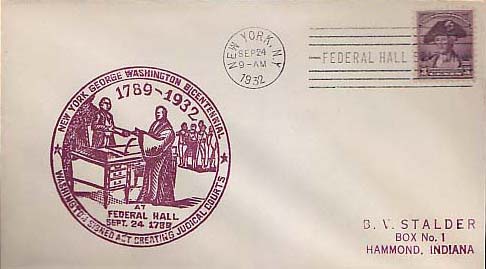 NEW YORK, N.Y.
SEP 24
9-AM
1932
FEDERAL HALL
NEW YORK GEORGE WASHINGTON BICENTENNIAL
1789-1932
AT
FEDERAL HALL
SEPT. 24 1789
WASHINGTON SIGNED ACT CREATING JUDICIAL COURTS
B. V. STALDER
BOX No. 1
HAMMOND, INDIANA